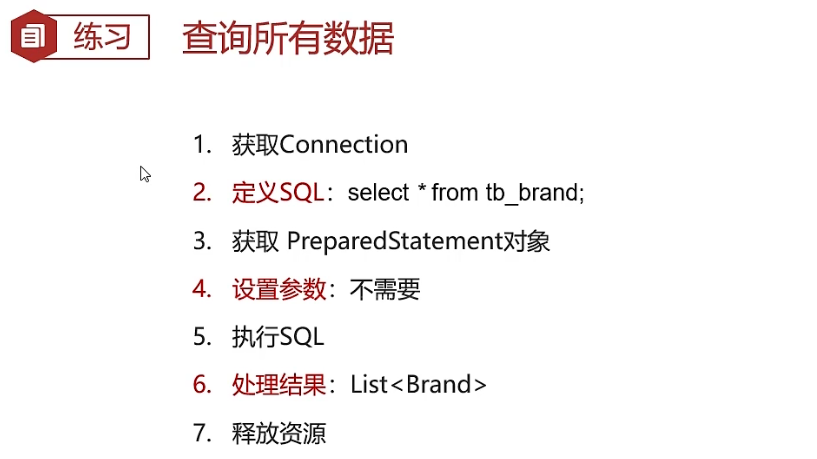 练习
查询所有数据
1. 获取Connection
2. 定义SQL：select * from tb_brand;
3. 获取 PreparedStatement对象
4. 设置参数：不需要
5. 执行SQL
6. 处理结果：List<Brand>
7. 释放资源